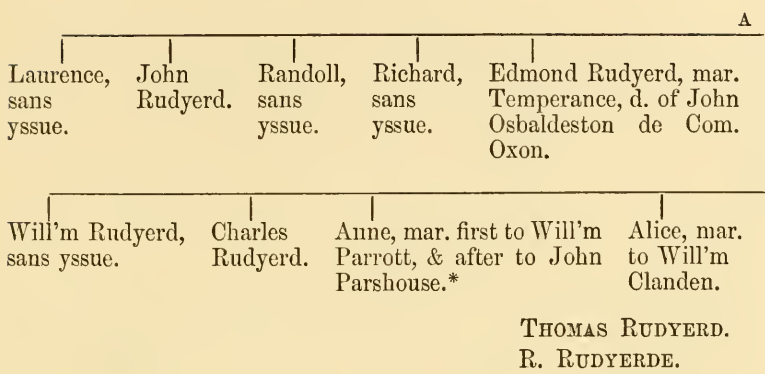 A
Laurence, sans yssue.
John Rudyerd.
Randoll, sans yssue.
Richard, sans yssue.
Edmond Rudyerd, mar. Temperance, d. of John Osbaldeston de Com. Oxon.
Will'm Rudyerd, sans yssue.
Charles Rudyerd.
Anne, mar. first to Will'm Parrott, & after to John Parshouse.*
Alice, mar. to Will'm Clanden.
THOMAS RUDYERD.
R. RUDYERDE.